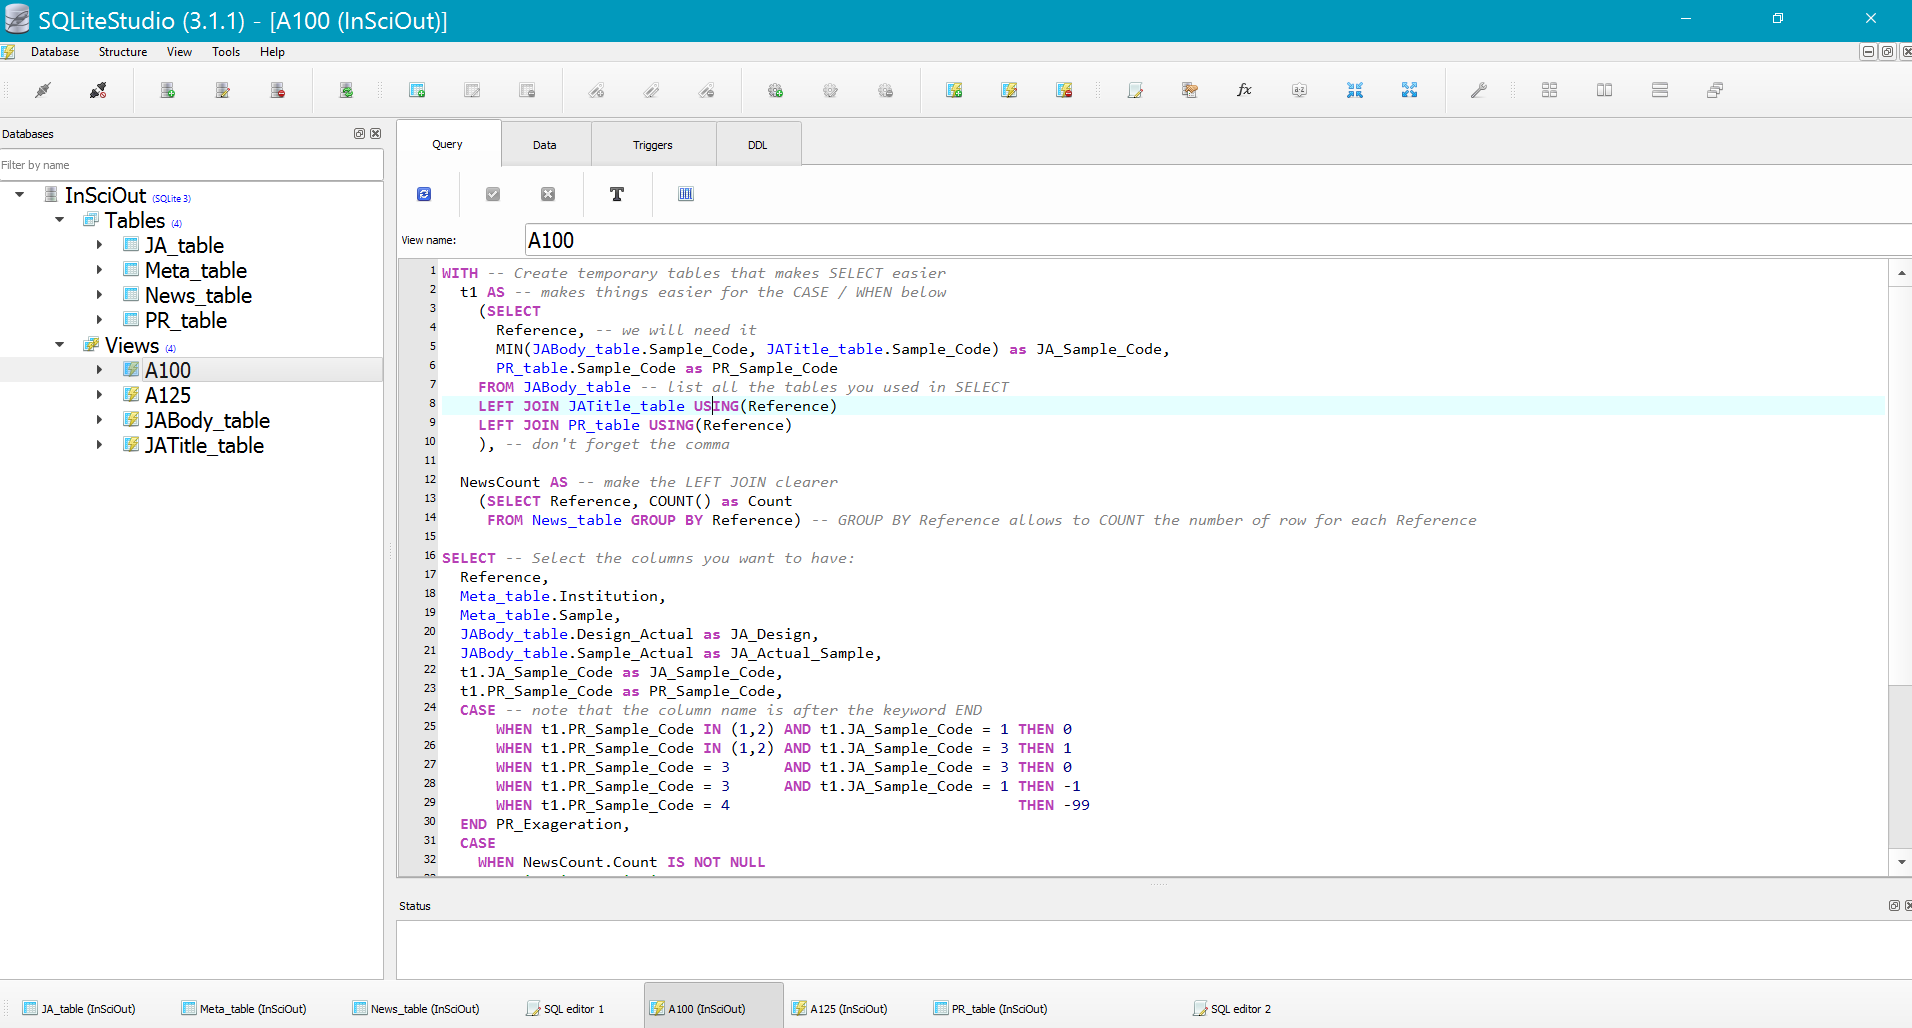 SQLiteStudio (3.1.1) - [A100 (InSciOut)]
Database Structure View Tools Help
Databases
Filter by name
InSciOut (SQLite 3)
Tables (4)
JA_table
Meta_table
News_table
PR_table
Views (4)
A100
A125
JABody_table
JATitle_table
Query Data Triggers DDL
View name: A100
1 WITH -- Create temporary tables that makes SELECT easier
2 t1 AS -- makes things easier for the CASE / WHEN below
3 (SELECT
4 Reference, -- we will need it
5 MIN(JABody_table.Sample_Code, JATitle_table.Sample_Code) as JA_Sample_Code,
6 PR_table.Sample_Code as PR_Sample_Code
7 FROM JABody_table -- list all the tables you used in SELECT
8 LEFT JOIN JATitle_table USING(Reference)
9 LEFT JOIN PR_table USING(Reference)
10 ), -- don't forget the comma
11
12 NewsCount AS -- make the LEFT JOIN clearer
13 (SELECT Reference, COUNT() as Count
14 FROM News_table GROUP BY Reference) -- GROUP BY Reference allows to COUNT the number of row for each Reference
15
16 SELECT -- Select the columns you want to have:
17 Reference,
18 Meta_table.Institution,
19 Meta_table.Sample,
20 JABody_table.Design_Actual as JA_Design,
21 JABody_table.Sample_Actual as JA_Actual_Sample,
22 t1.JA_Sample_Code as JA_Sample_Code,
23 t1.PR_Sample_Code as PR_Sample_Code,
24 CASE -- note that the column name is after the keyword END
25 WHEN t1.PR_Sample_Code IN (1,2) AND t1.JA_Sample_Code = 1 THEN 0
26 WHEN t1.PR_Sample_Code IN (1,2) AND t1.JA_Sample_Code = 3 THEN 1
27 WHEN t1.PR_Sample_Code = 3 AND t1.JA_Sample_Code = 3 THEN 0
28 WHEN t1.PR_Sample_Code = 3 AND t1.JA_Sample_Code = 1 THEN -1
29 WHEN t1.PR_Sample_Code = 4 THEN -99
30 END PR_Exageration,
31 CASE
32 WHEN NewsCount.Count IS NOT NULL
Status
JA_table (InSciOut) Meta_table (InSciOut) News_table (InSciOut) SQL editor 1 A100 (InSciOut) A125 (InSciOut) PR_table (InSciOut) SQL editor 2